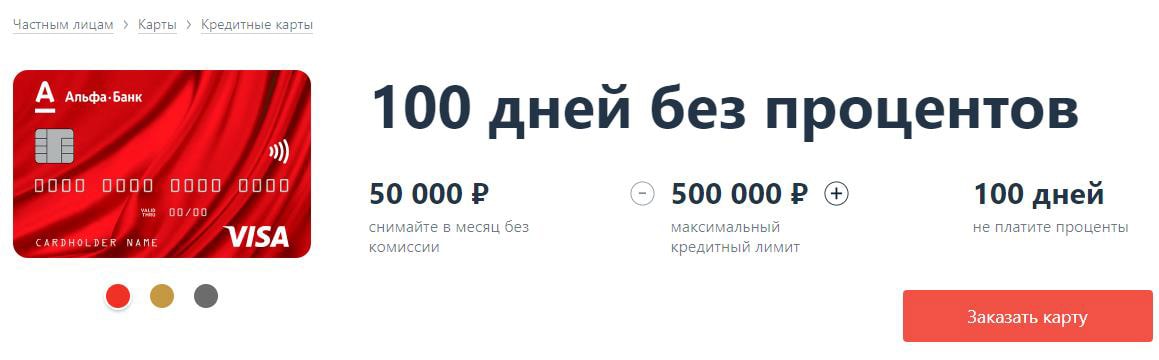 Частным лицам > Карты > Кредитные карты
А Альфа·Банк
0000 0000 0000 0000
VALID
THRU 00/00
CARDHOLDER NAME VISA
100 дней без процентов
50 000 ₽
снимайте в месяц без
комиссии
500 000 ₽
максимальный
кредитный лимит
100 дней
не платите проценты
Заказать карту